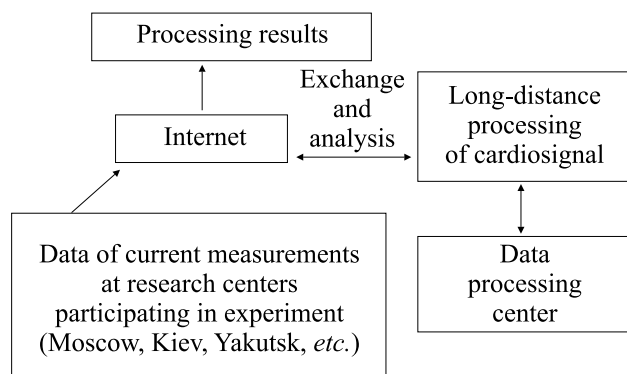 Processing results
Exchange
and
analysis
Internet
Long-distance
processing
of cardiosignal
Data of current measurements
at research centers
participating in experiment
(Moscow, Kiev, Yakutsk, etc.)
Data
processing
center